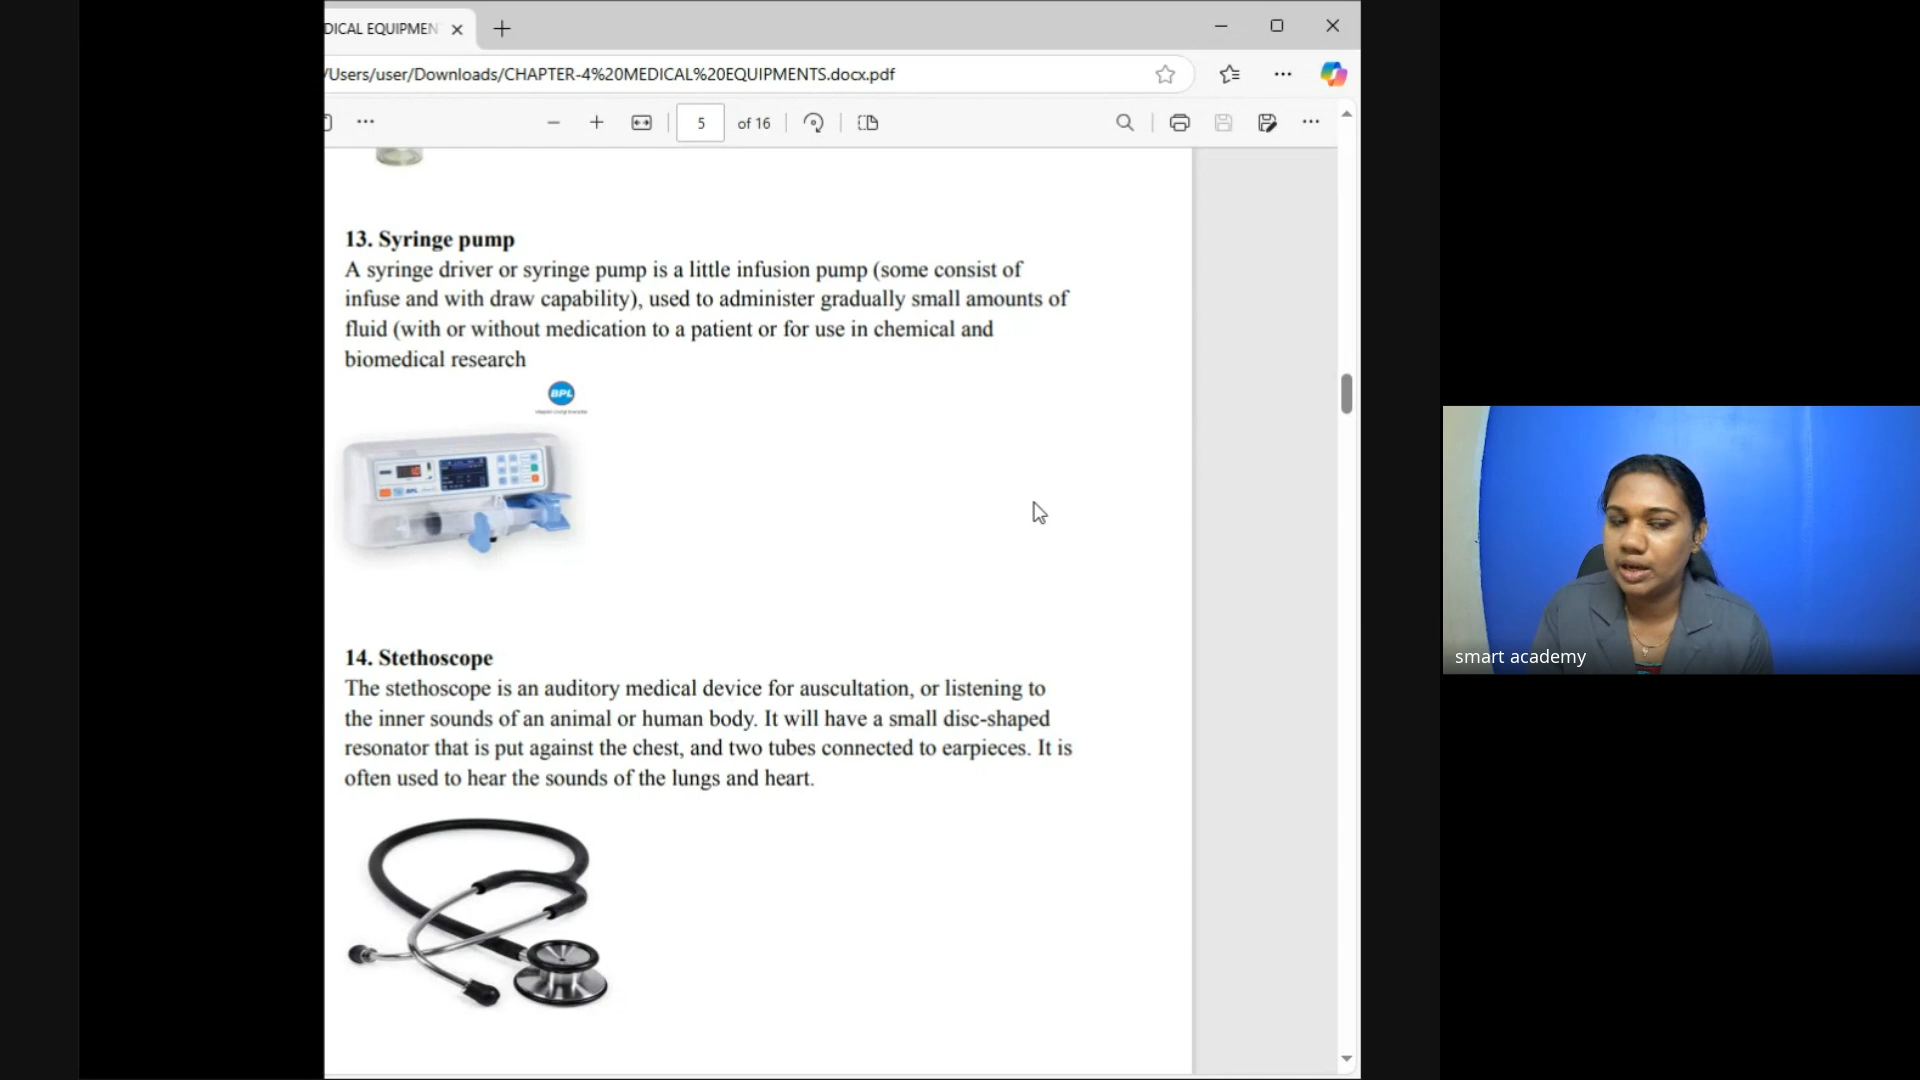 DICAL EQUIPMEN
/Users/user/Downloads/CHAPTER-4%20MEDICAL%20EQUIPMENTS.docx.pdf
5 of 16
13. Syringe pump
A syringe driver or syringe pump is a little infusion pump (some consist of
infuse and with draw capability), used to administer gradually small amounts of
fluid (with or without medication to a patient or for use in chemical and
biomedical research
BPL
14. Stethoscope
The stethoscope is an auditory medical device for auscultation, or listening to
the inner sounds of an animal or human body. It will have a small disc-shaped
resonator that is put against the chest, and two tubes connected to earpieces. It is
often used to hear the sounds of the lungs and heart.
smart academy